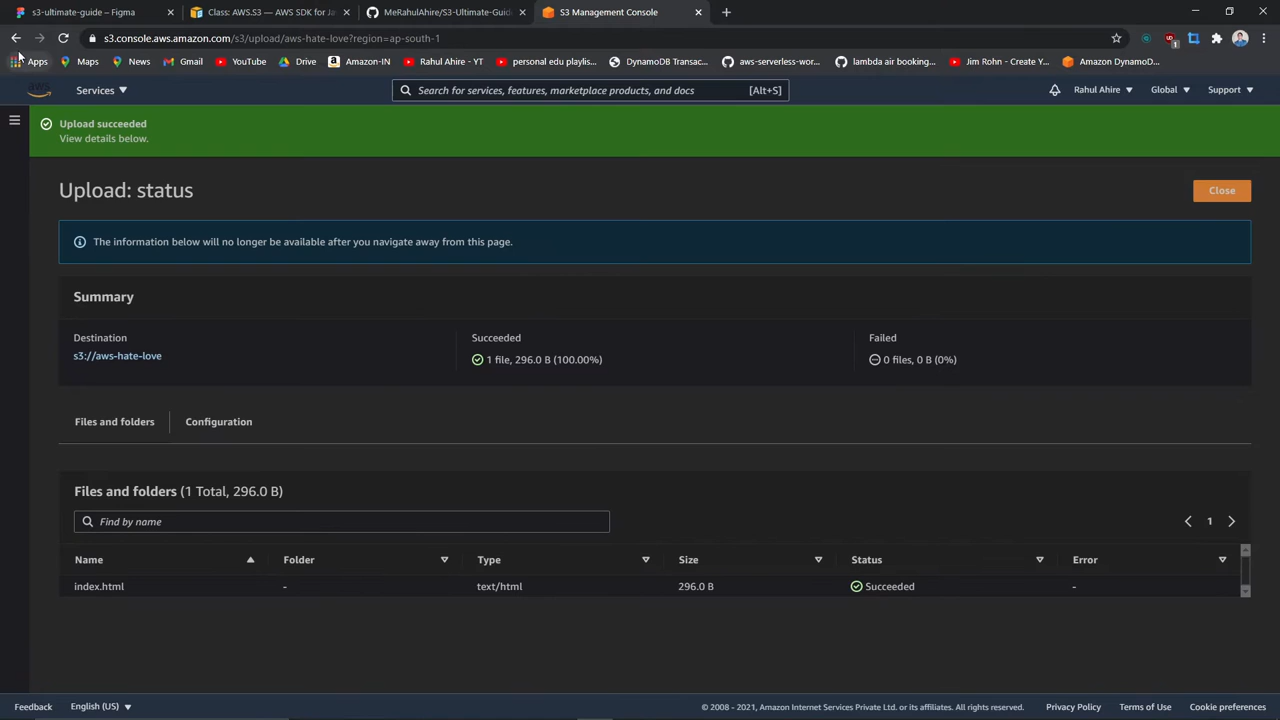 s3-ultimate-guide – Figma
Class: AWS.S3 — AWS SDK for Ja
MeRahulAhire/S3-Ultimate-Guid
S3 Management Console
s3.console.aws.amazon.com/s3/upload/aws-hate-love?region=ap-south-1
Apps
Maps
News
Gmail
YouTube
Drive
Amazon-IN
Rahul Ahire - YT
personal edu playlis...
DynamoDB Transac...
aws-serverless-wor...
lambda air booking...
Jim Rohn - Create Y...
Amazon DynamoD...
aws
Services
Search for services, features, marketplace products, and docs
[Alt+S]
Rahul Ahire
Global
Support
Upload succeeded
View details below.
Upload: status
Close
The information below will no longer be available after you navigate away from this page.
Summary
Destination
s3://aws-hate-love
Succeeded
1 file, 296.0 B (100.00%)
Failed
0 files, 0 B (0%)
Files and folders
Configuration
Files and folders (1 Total, 296.0 B)
Find by name
1
Name Folder Type Size Status Error
index.html - text/html 296.0 B Succeeded -
Feedback
English (US)
© 2008 - 2021, Amazon Internet Services Private Ltd. or its affiliates. All rights reserved.
Privacy Policy
Terms of Use
Cookie preferences